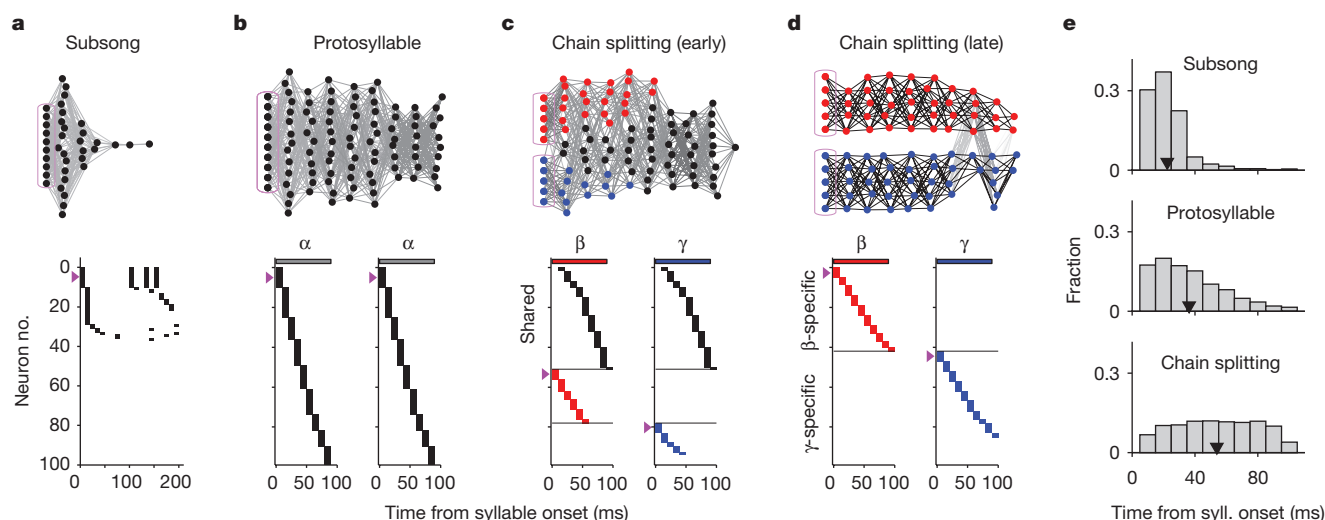 a
Subsong
b
Protosyllable
c
Chain splitting (early)
d
Chain splitting (late)
e
Subsong
0.3
0
Protosyllable
0.3
0
Chain splitting
0.3
0
40
80
Fraction
Time from syll. onset (ms)
0
20
40
60
80
100
Neuron no.
0
100
200
α
α
0
50
100
0
50
100
β
γ
Shared
0
50
100
0
50
100
β
γ
β-specific
γ-specific
0
50
100
0
50
100
Time from syllable onset (ms)